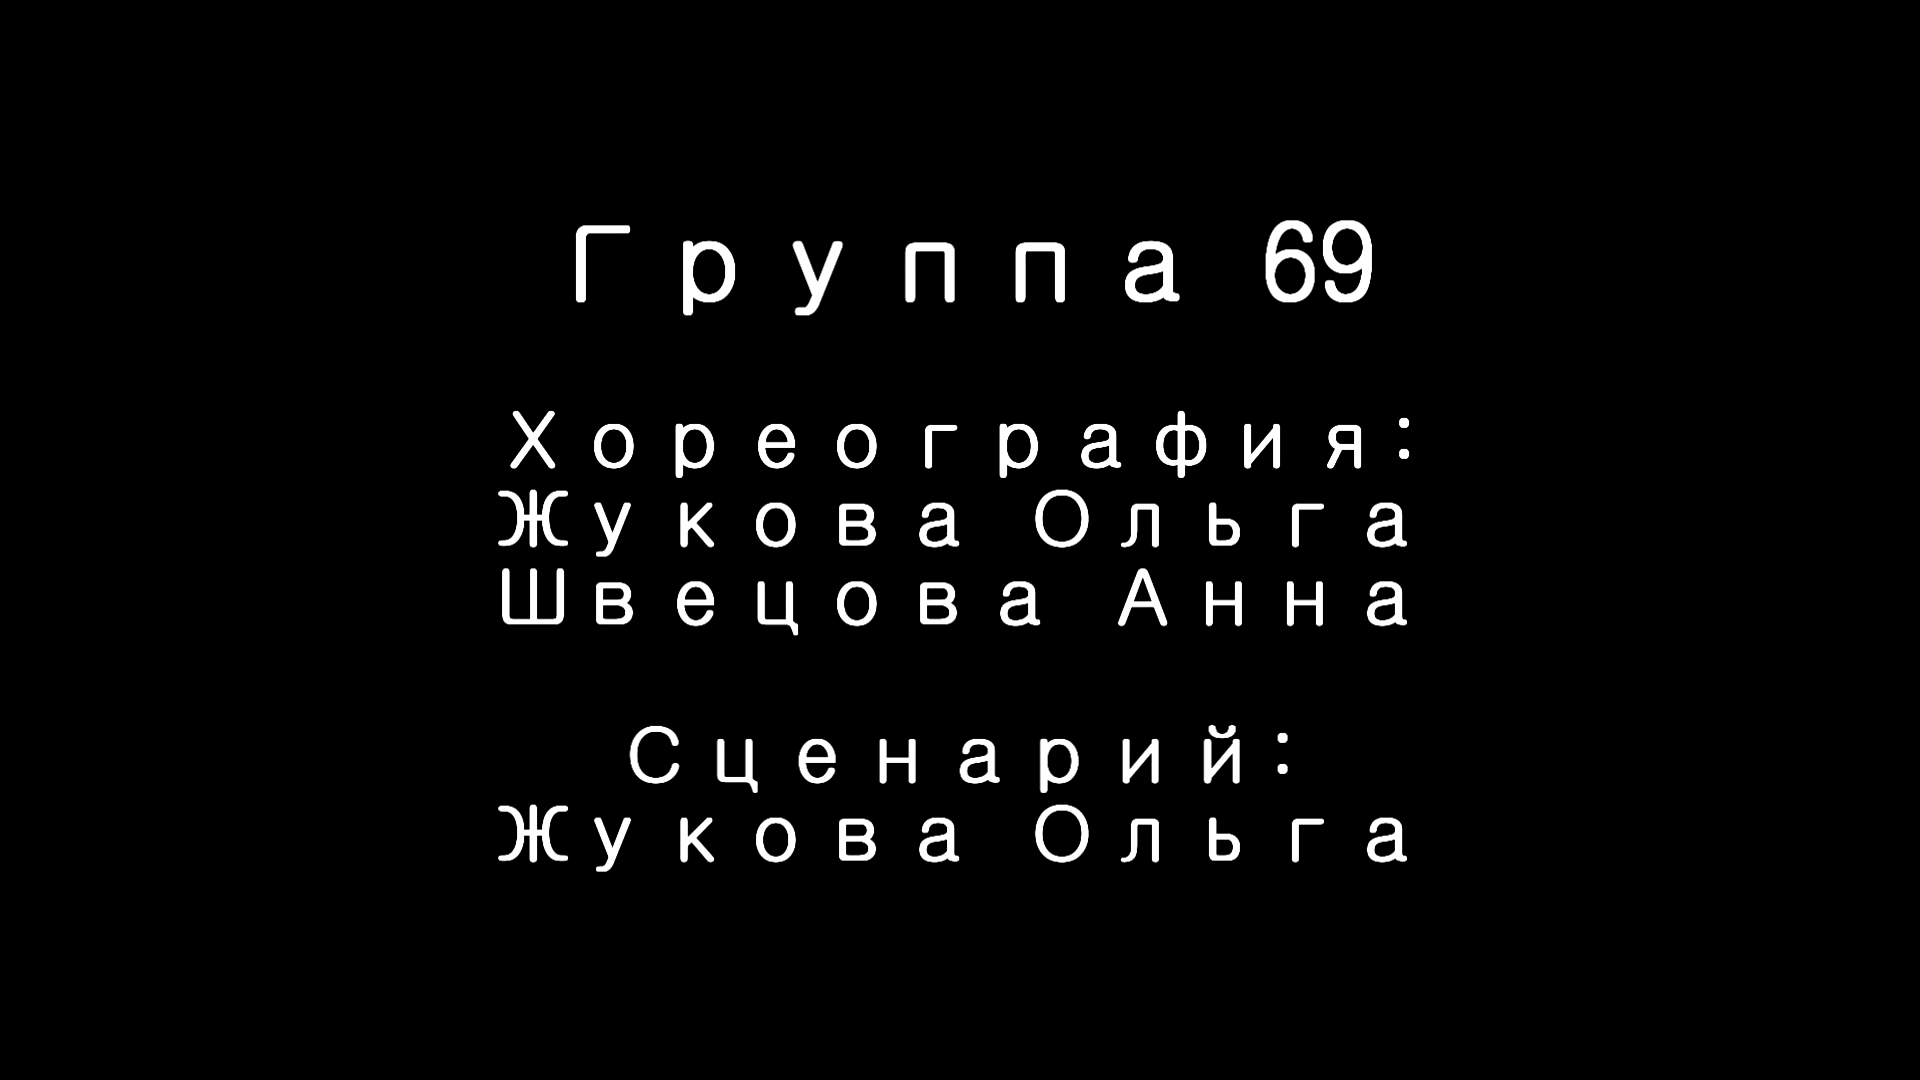 Группа 69
Хореография:
Жукова Ольга
Швецова Анна
Сценарий:
Жукова Ольга